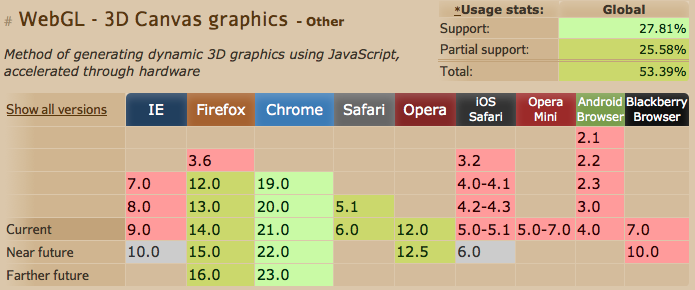 # WebGL - 3D Canvas graphics - Other
*Usage stats: Global
Support: 27.81%
Partial support: 25.58%
Total: 53.39%
Method of generating dynamic 3D graphics using JavaScript,
accelerated through hardware
Show all versions IE Firefox Chrome Safari Opera iOS Safari Opera Mini Android Browser Blackberry Browser
2.1
3.6 3.2 2.2
7.0 12.0 19.0 4.0-4.1 2.3
8.0 13.0 20.0 5.1 4.2-4.3 3.0
Current 9.0 14.0 21.0 6.0 12.0 5.0-5.1 5.0-7.0 4.0 7.0
Near future 10.0 15.0 22.0 12.5 6.0 10.0
Farther future 16.0 23.0